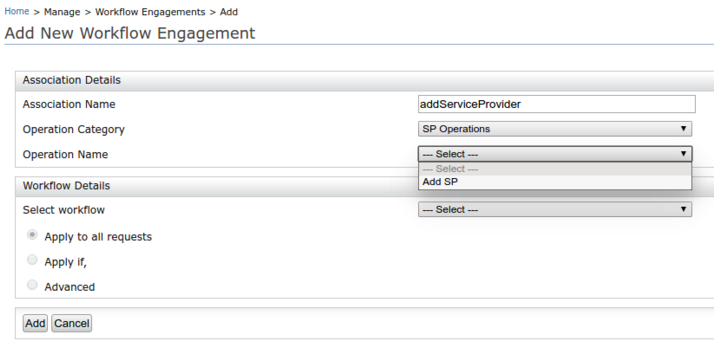 Home > Manage > Workflow Engagements > Add
Add New Workflow Engagement
Association Details
Association Name addServiceProvider
Operation Category SP Operations
Operation Name --- Select ---
--- Select ---
Add SP
Workflow Details
Select workflow --- Select ---
Apply to all requests
Apply if,
Advanced
Add Cancel